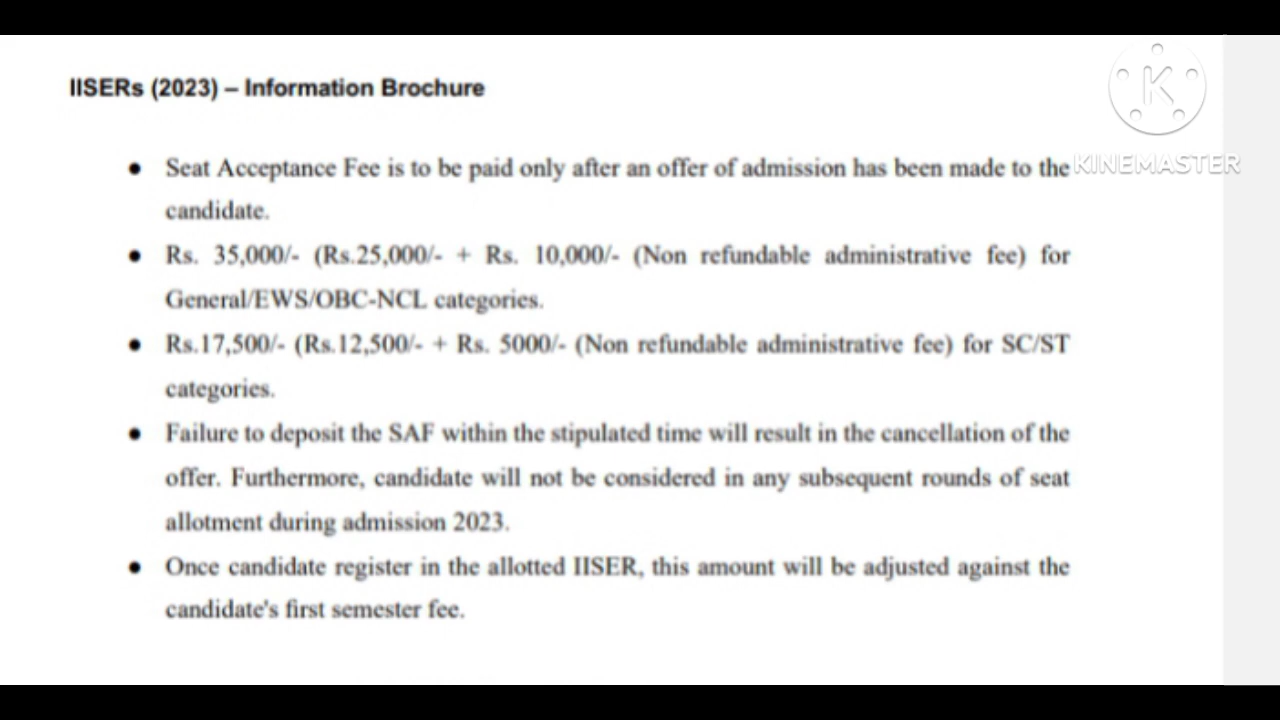 IISERs (2023) – Information Brochure
K
KINEMASTER
● Seat Acceptance Fee is to be paid only after an offer of admission has been made to the
candidate.
● Rs. 35,000/- (Rs.25,000/- + Rs. 10,000/- (Non refundable administrative fee) for
General/EWS/OBC-NCL categories.
● Rs.17,500/- (Rs.12,500/- + Rs. 5000/- (Non refundable administrative fee) for SC/ST
categories.
● Failure to deposit the SAF within the stipulated time will result in the cancellation of the
offer. Furthermore, candidate will not be considered in any subsequent rounds of seat
allotment during admission 2023.
● Once candidate register in the allotted IISER, this amount will be adjusted against the
candidate's first semester fee.